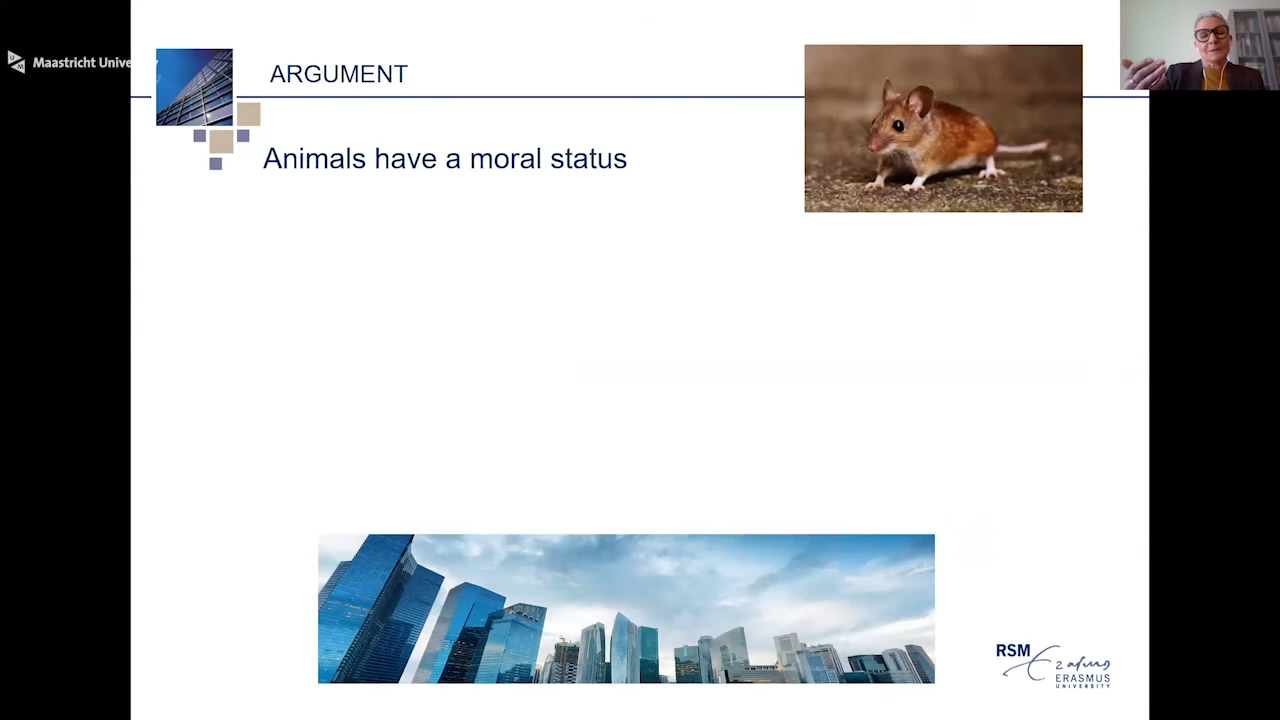 Maastricht Unive
ARGUMENT
Animals have a moral status
RSM
Erasmus
ERASMUS
UNIVERSITY